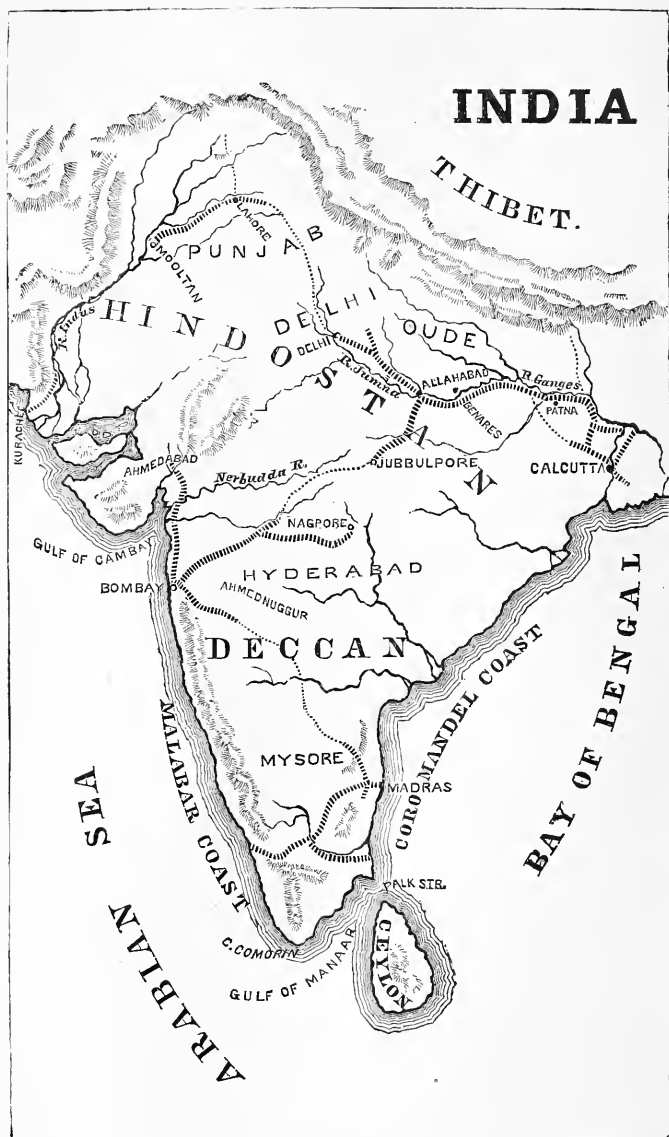 INDIA
THIBET.
LAHORE
PUNJAB
MOOLTAN
R. Indus
HINDOSTAN
DELHI
DELHI
OUDE
R. Jumna
ALLAHABAD
R. Ganges
BENARES
PATNA
KURACHE
AHMEDABAD
Nerbudda R.
JUBBULPORE
CALCUTTA
NAGPORE
GULF OF CAMBAY
HYDERABAD
BOMBAY
AHMEDNUGGUR
DECCAN
COROMANDEL COAST
BAY OF BENGAL
MALABAR COAST
MYSORE
MADRAS
ARABIAN SEA
PALK STR.
C. COMORIN
GULF OF MANAAR
CEYLON